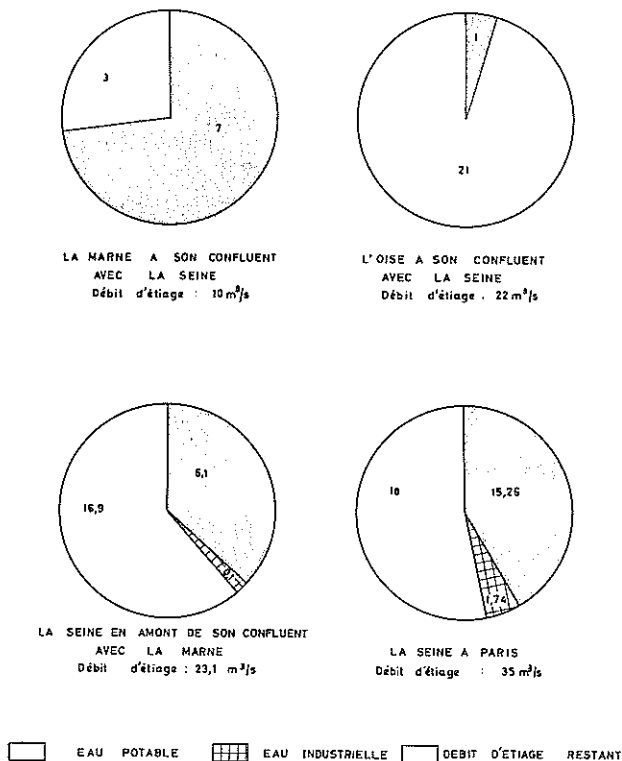 3
7
LA MARNE A SON CONFLUENT
AVEC LA SEINE
Débit d'étiage : 10 m³/s
1
21
L'OISE A SON CONFLUENT
AVEC LA SEINE
Débit d'étiage . 22 m³/s
16,9
6,1
0,1
LA SEINE EN AMONT DE SON CONFLUENT
AVEC LA MARNE
Débit d'étiage : 23,1 m³/s
18
15,26
1,74
LA SEINE A PARIS
Débit d'étiage : 35 m³/s
EAU POTABLE EAU INDUSTRIELLE DEBIT D'ETIAGE RESTANT